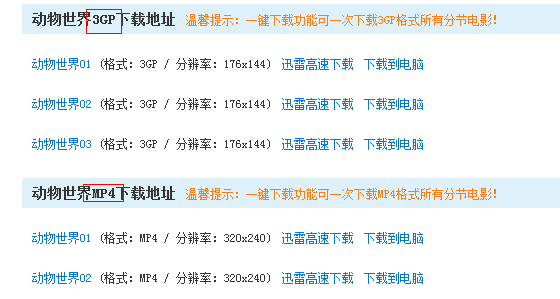 动物世界3GP下载地址 温馨提示：一键下载功能可一次下载3GP格式所有分节电影！
动物世界01 (格式：3GP / 分辨率：176x144) 迅雷高速下载 下载到电脑
动物世界02 (格式：3GP / 分辨率：176x144) 迅雷高速下载 下载到电脑
动物世界03 (格式：3GP / 分辨率：176x144) 迅雷高速下载 下载到电脑
动物世界MP4下载地址 温馨提示：一键下载功能可一次下载MP4格式所有分节电影！
动物世界01 (格式：MP4 / 分辨率：320x240) 迅雷高速下载 下载到电脑
动物世界02 (格式：MP4 / 分辨率：320x240) 迅雷高速下载 下载到电脑